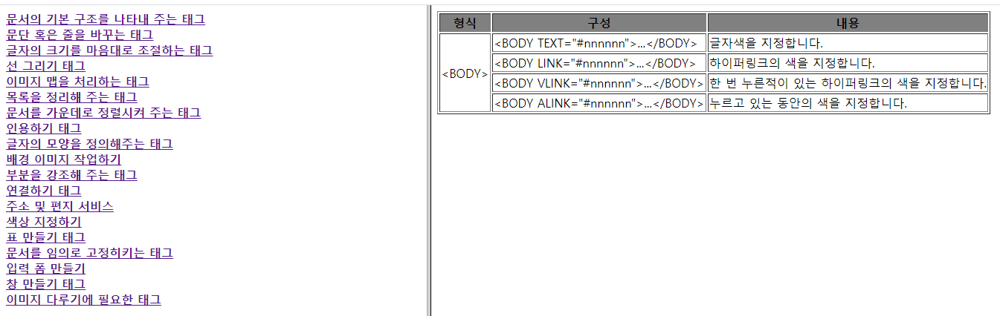 문서의 기본 구조를 나타내 주는 태그
문단 혹은 줄을 바꾸는 태그
글자의 크기를 마음대로 조절하는 태그
선 그리기 태그
이미지 맵을 처리하는 태그
목록을 정리해 주는 태그
문서를 가운데로 정렬시켜 주는 태그
인용하기 태그
글자의 모양을 정의해주는 태그
배경 이미지 작업하기
부분을 강조해 주는 태그
연결하기 태그
주소 및 편지 서비스
색상 지정하기
표 만들기 태그
문서를 임의로 고정히키는 태그
입력 폼 만들기
창 만들기 태그
이미지 다루기에 필요한 태그
형식 구성 내용
<BODY>
<BODY TEXT="#nnnnnn">...</BODY> 글자색을 지정합니다.
<BODY LINK="#nnnnnn">...</BODY> 하이퍼링크의 색을 지정합니다.
<BODY VLINK="#nnnnnn">...</BODY> 한 번 누른적이 있는 하이퍼링크의 색을 지정합니다.
<BODY ALINK="#nnnnnn">...</BODY> 누르고 있는 동안의 색을 지정합니다.